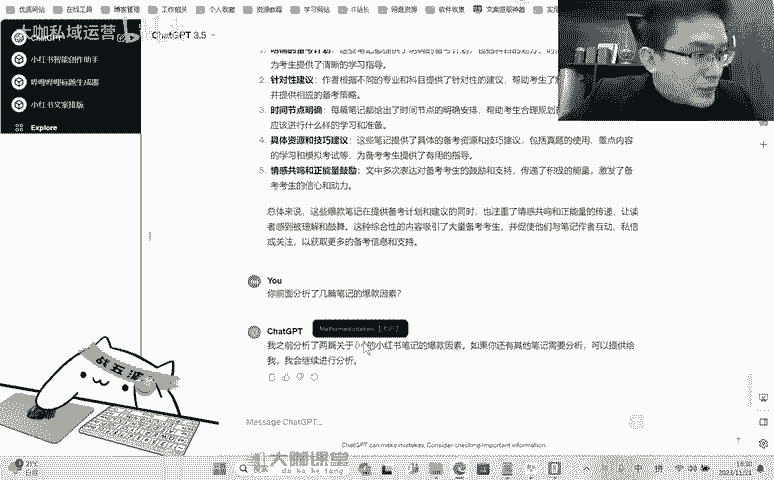 优质网站 在线工具 博客管理 工作相关 个人收藏 资源教程 学习网站 IT站长 网盘资源 软件收集 文案提取神器
大咖私域运营
ChatGPT 3.5
小红书智能创作助手
哔哩哔哩标题生成器
小红书文案排版
Explore
为考生提供了清晰的学习指导。
2. 针对性建议：作者根据不同的专业和科目提供了针对性的建议，帮助考生了
并提供相应的备考策略。
3. 时间节点明确：每篇笔记都给出了时间节点的明确安排，帮助考生合理规划
应该进行什么样的学习和准备。
4. 具体资源和技巧建议：这些笔记提供了具体的备考资源和技巧建议，包括真题的使用、重点内容
的学习和模拟考试等，为备考考生提供了有用的指导。
5. 情感共鸣和正能量鼓励：文中多次表达对备考考生的鼓励和支持，传递了积极的能量，激发了备
考考生的信心和动力。
总体来说，这些爆款笔记在提供备考计划和建议的同时，也注重了情感共鸣和正能量的传递，让读
者感到被理解和鼓舞。这种综合性的内容吸引了大量备考考生，并促使他们与笔记作者互动、私信
或关注，以获取更多的备考信息和支持。
You
你前面分析了几篇笔记的爆款因素？
ChatGPT
我之前分析了两篇关于 的小红书笔记的爆款因素。如果你还有其他笔记需要分析，可以提供给
我，我会继续进行分析。
战五渣
Message ChatGPT...
ChatGPT can make mistakes. Consider checking important information.
大咖课堂
da ka ke tang
21°C
搜索
中
拼
2023/11/21